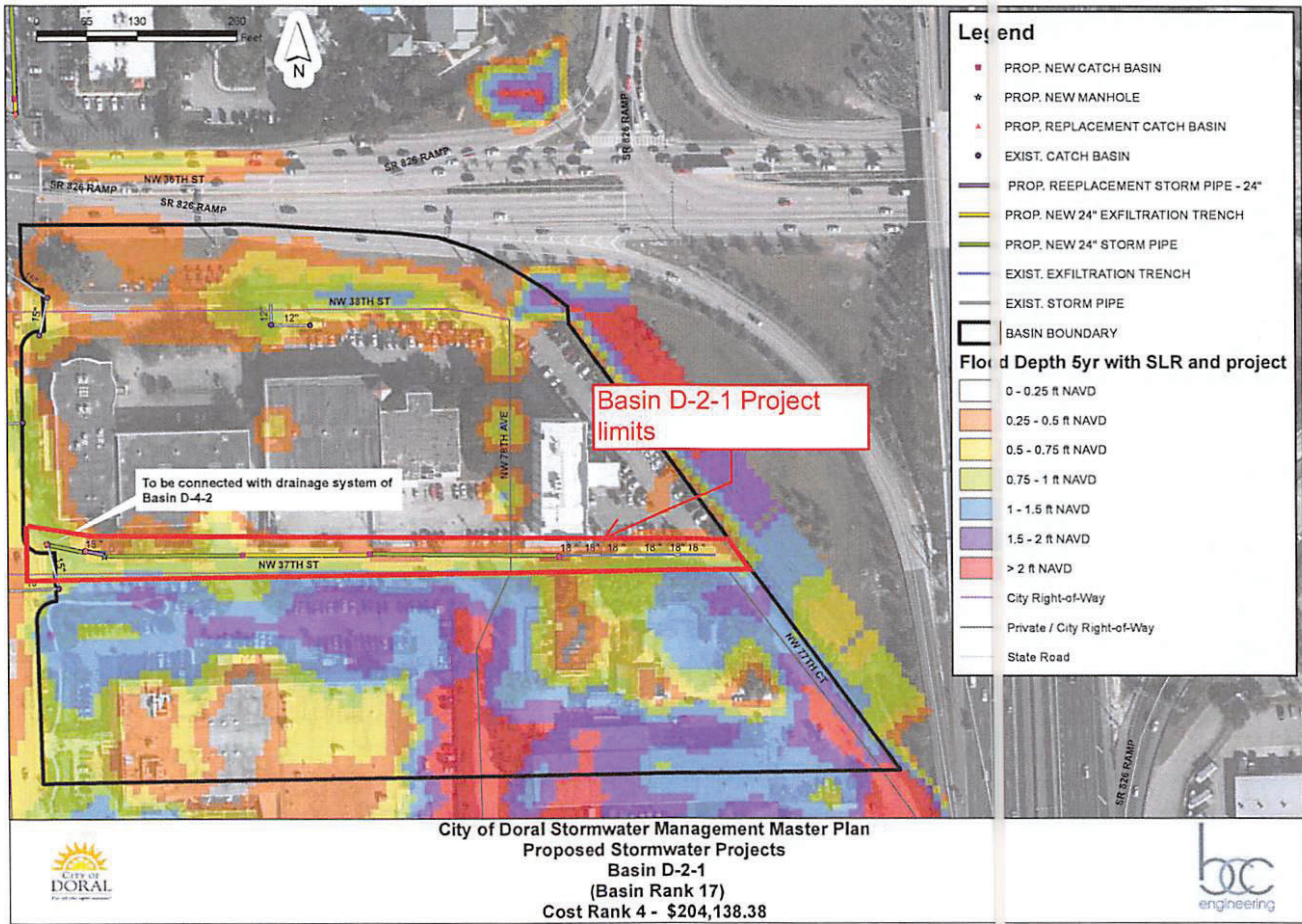 0 65 130 260
Feet
N
SR 826 RAMP
SR 826 RAMP
NW 36TH ST
SR 826 RAMP
SR 826 RAMP
NW 38TH ST
15"
12"
12"
NW 78TH AVE
Basin D-2-1 Project
limits
To be connected with drainage system of
Basin D-4-2
15"
18" 18" 18 18 " 18" 18 "
15"
NW 37TH ST
NW 77TH CT
SR 826 RAMP
Legend
PROP. NEW CATCH BASIN
PROP. NEW MANHOLE
PROP. REPLACEMENT CATCH BASIN
EXIST. CATCH BASIN
PROP. REEPLACEMENT STORM PIPE - 24"
PROP. NEW 24" EXFILTRATION TRENCH
PROP. NEW 24" STORM PIPE
EXIST. EXFILTRATION TRENCH
EXIST. STORM PIPE
BASIN BOUNDARY
Flood Depth 5yr with SLR and project
0 - 0.25 ft NAVD
0.25 - 0.5 ft NAVD
0.5 - 0.75 ft NAVD
0.75 - 1 ft NAVD
1 - 1.5 ft NAVD
1.5 - 2 ft NAVD
> 2 ft NAVD
City Right-of-Way
Private / City Right-of-Way
State Road
CITY OF
DORAL
City of Doral Stormwater Management Master Plan
Proposed Stormwater Projects
Basin D-2-1
(Basin Rank 17)
Cost Rank 4 - $204,138.38
bcc
engineering